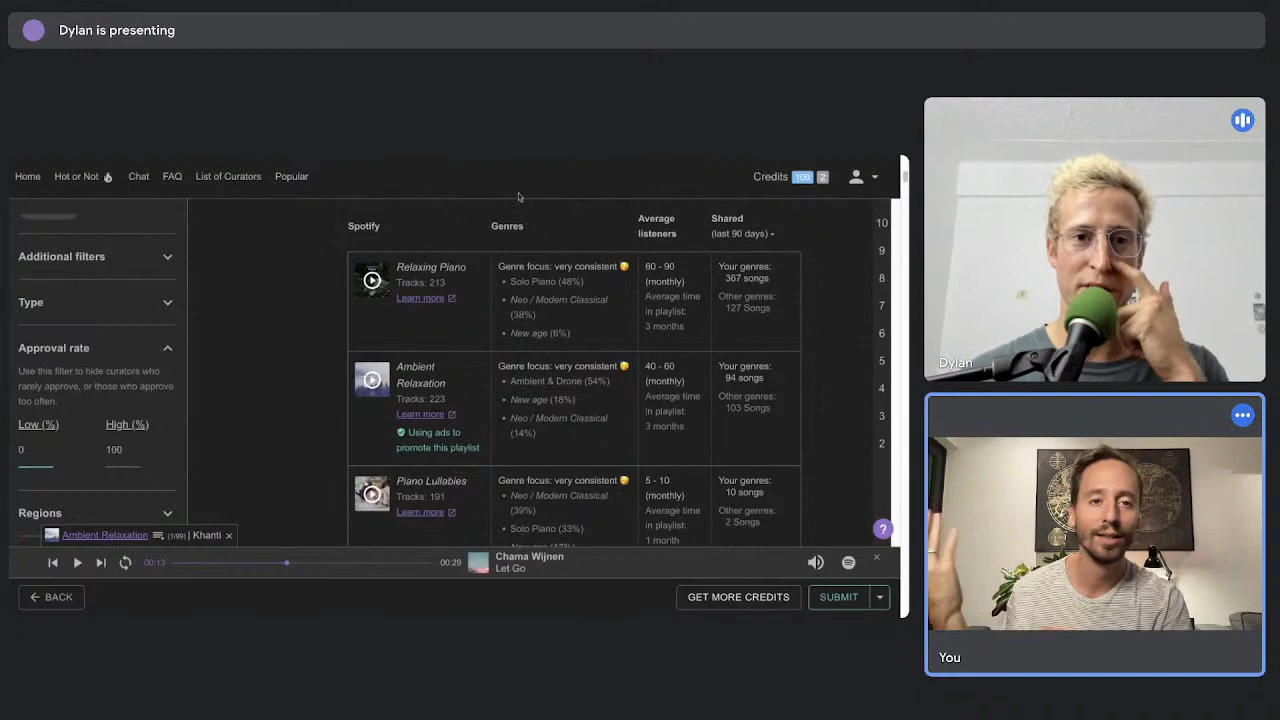 Dylan is presenting
Home
Hot or Not
Chat
FAQ
List of Curators
Popular
Credits 100 2
Additional filters
Type
Approval rate
Use this filter to hide curators who
rarely approve, or those who approve
too often.
Low (%)
High (%)
0
100
Regions
Spotify
Genres
Average
listeners
Shared
(last 90 days)
Relaxing Piano
Tracks: 213
Learn more
Genre focus: very consistent
• Solo Piano (48%)
• Neo / Modern Classical
(38%)
• New age (6%)
60 - 90
(monthly)
Average time
in playlist:
3 months
Your genres:
367 songs
Other genres:
127 Songs
Ambient
Relaxation
Tracks: 223
Learn more
Using ads to
promote this playlist
Genre focus: very consistent
• Ambient & Drone (54%)
• New age (18%)
• Neo / Modern Classical
(14%)
40 - 60
(monthly)
Average time
in playlist:
3 months
Your genres:
94 songs
Other genres:
103 Songs
Piano Lullabies
Tracks: 191
Learn more
Genre focus: very consistent
• Neo / Modern Classical
(39%)
• Solo Piano (33%)
5 - 10
(monthly)
Average time
in playlist:
1 month
Your genres:
10 songs
Other genres:
2 Songs
10
9
8
7
6
5
4
3
2
?
Ambient Relaxation (1/99) | Khanti ×
00:13
00:29
Chama Wijnen
Let Go
BACK
GET MORE CREDITS
SUBMIT
Dylan
You